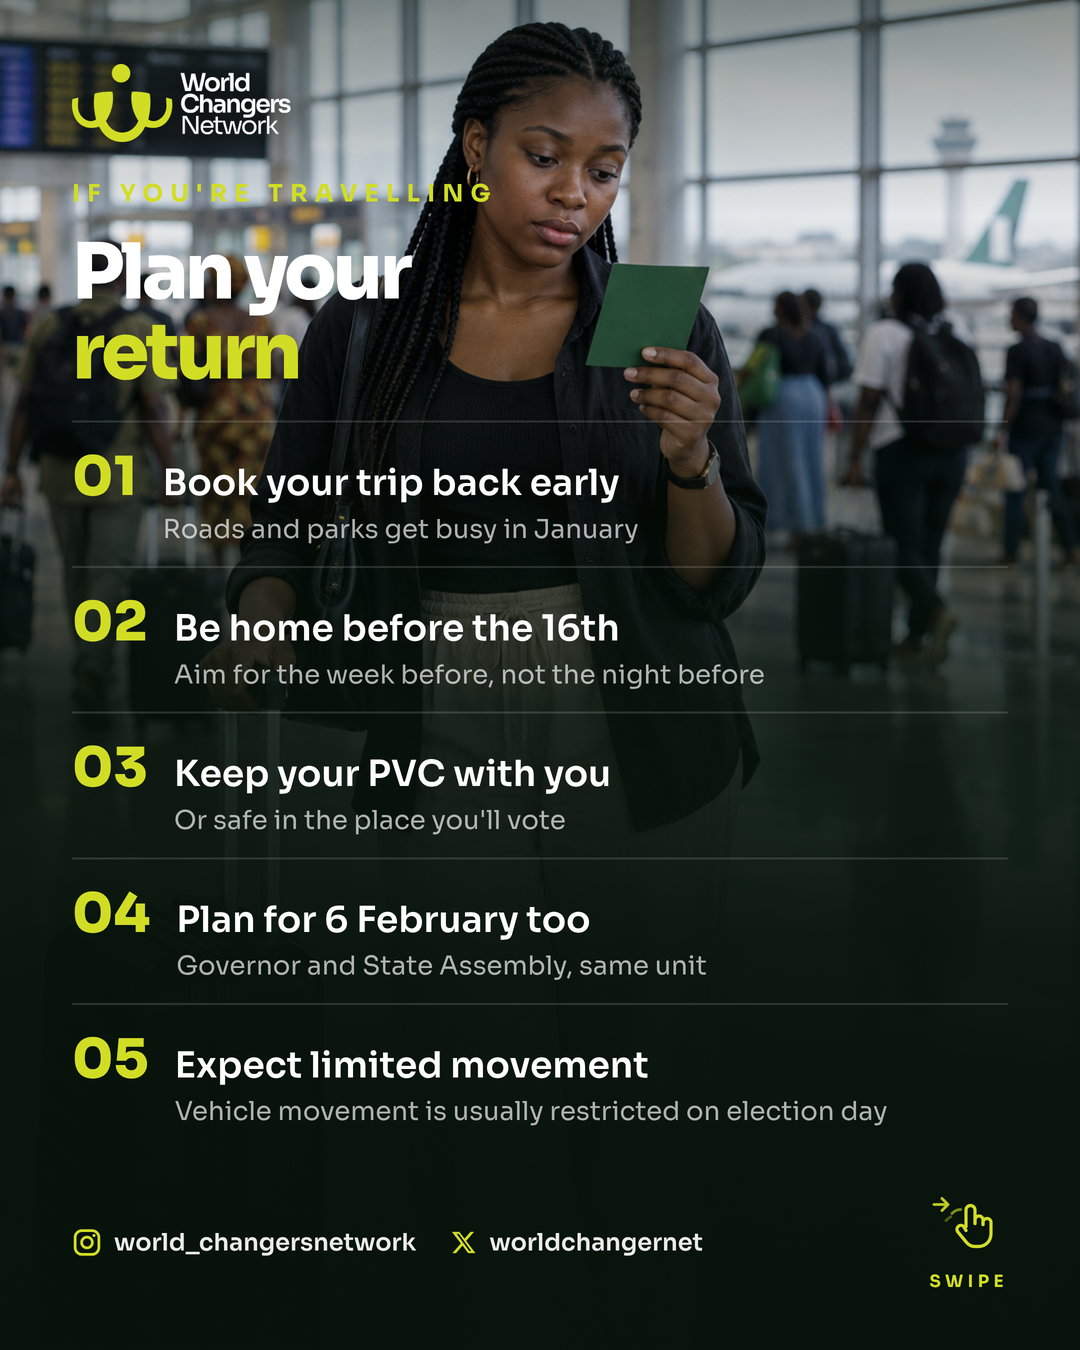 World
Changers
Network
IF YOU'RE TRAVELLING
Plan your
return
01 Book your trip back early
Roads and parks get busy in January
02 Be home before the 16th
Aim for the week before, not the night before
03 Keep your PVC with you
Or safe in the place you'll vote
04 Plan for 6 February too
Governor and State Assembly, same unit
05 Expect limited movement
Vehicle movement is usually restricted on election day
world_changersnetwork worldchangernet
SWIPE